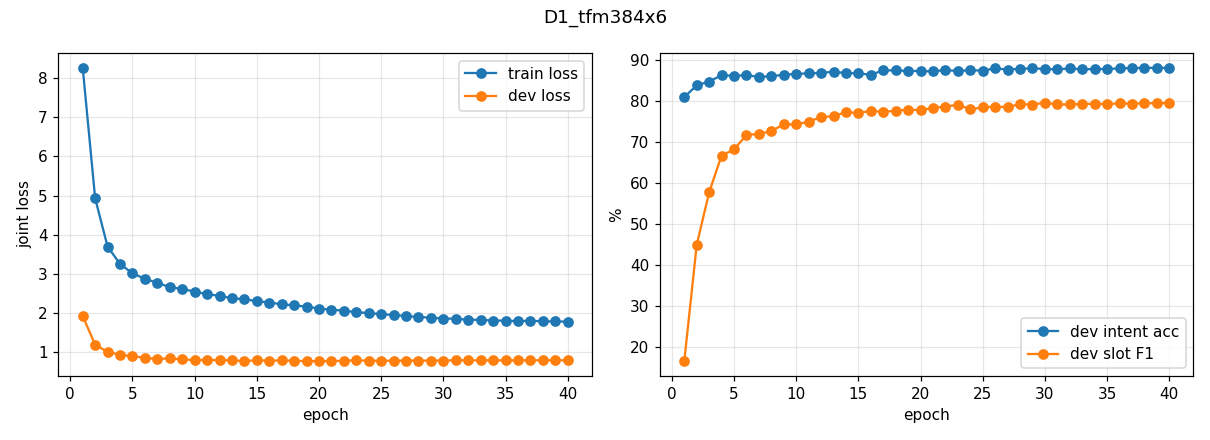 D1_tfm384x6
train loss
dev loss
8
7
6
5
4
3
2
1
joint loss
0 5 10 15 20 25 30 35 40
epoch
90
80
70
60
50
40
30
20
%
dev intent acc
dev slot F1
0 5 10 15 20 25 30 35 40
epoch